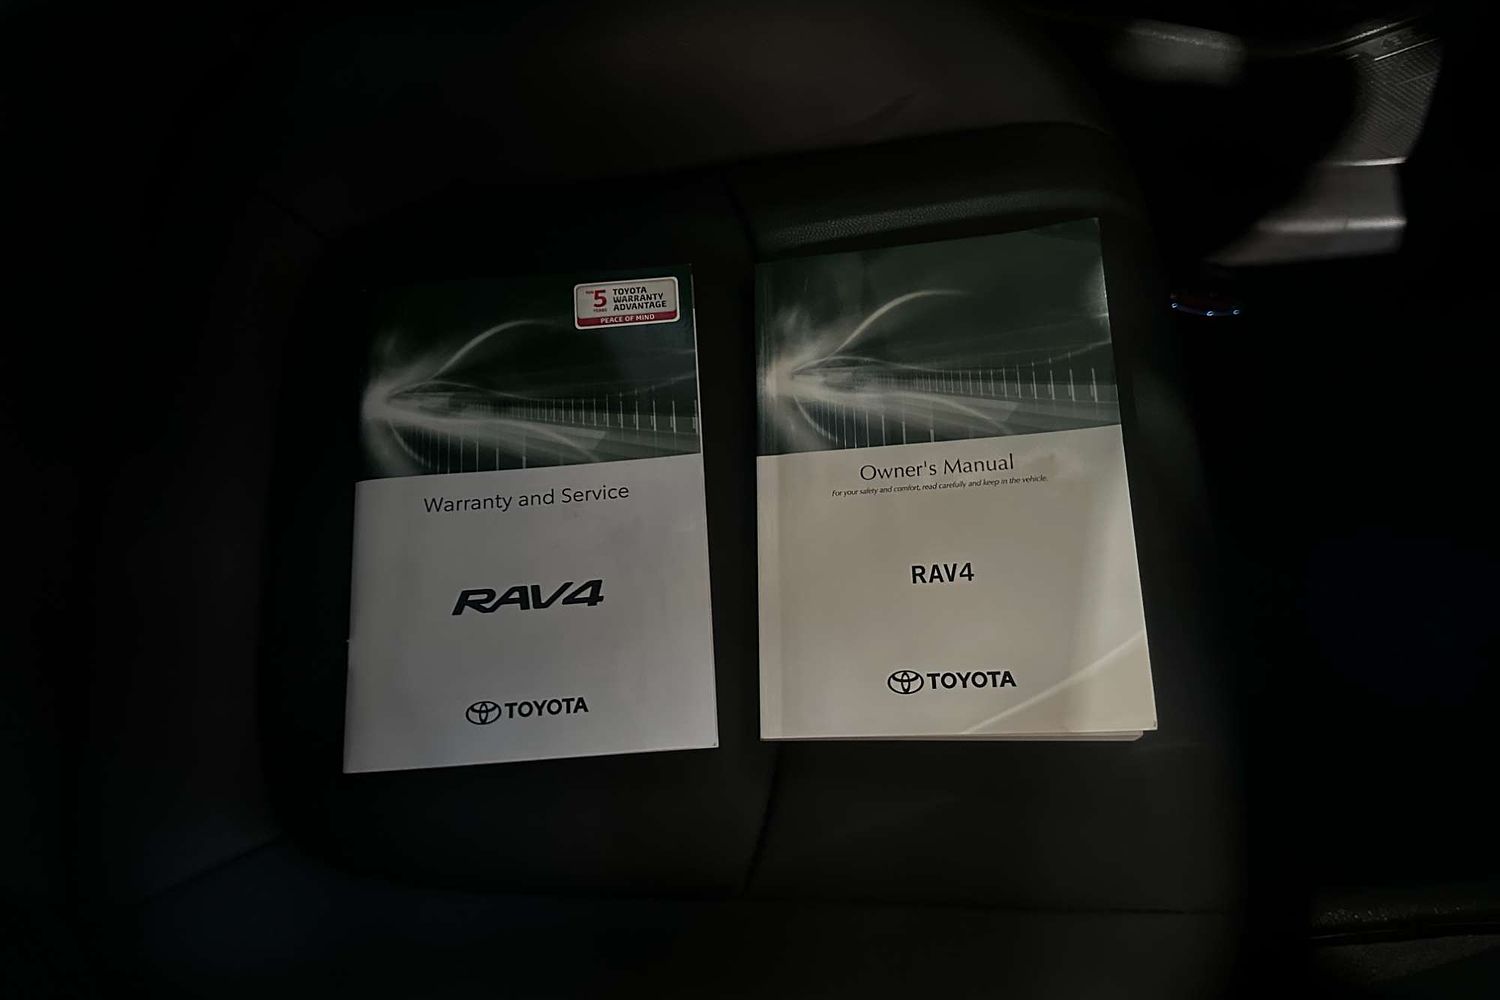 5
TOYOTA
WARRANTY
ADVANTAGE
YEARS
PEACE OF MIND
Warranty and Service
RAV4
TOYOTA
Owner's Manual
For your safety and comfort, read carefully and keep in the vehicle.
RAV4
TOYOTA